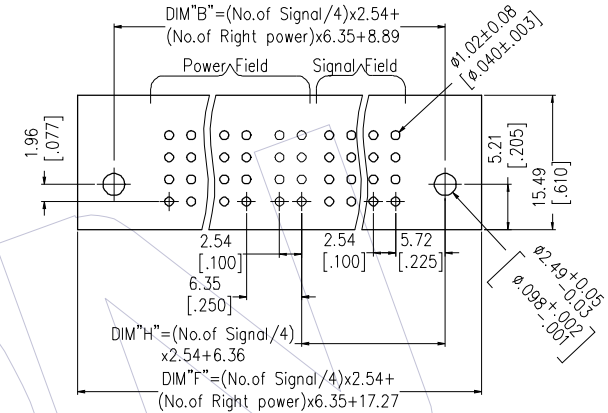 DIM"B"=(No.of Signal/4)x2.54+
(No.of Right power)x6.35+8.89
Power Field
Signal Field
ø1.02±0.08
[ø.040±.003]
1.96
[.077]
5.21
[.205]
15.49
[.610]
2.54
[.100]
2.54
[.100]
5.72
[.225]
6.35
[.250]
ø2.49+0.05
-0.03
ø.098+.002
-.001
DIM"H"=(No.of Signal/4)
x2.54+6.36
DIM"F"=(No.of Signal/4)x2.54+
(No.of Right power)x6.35+17.27